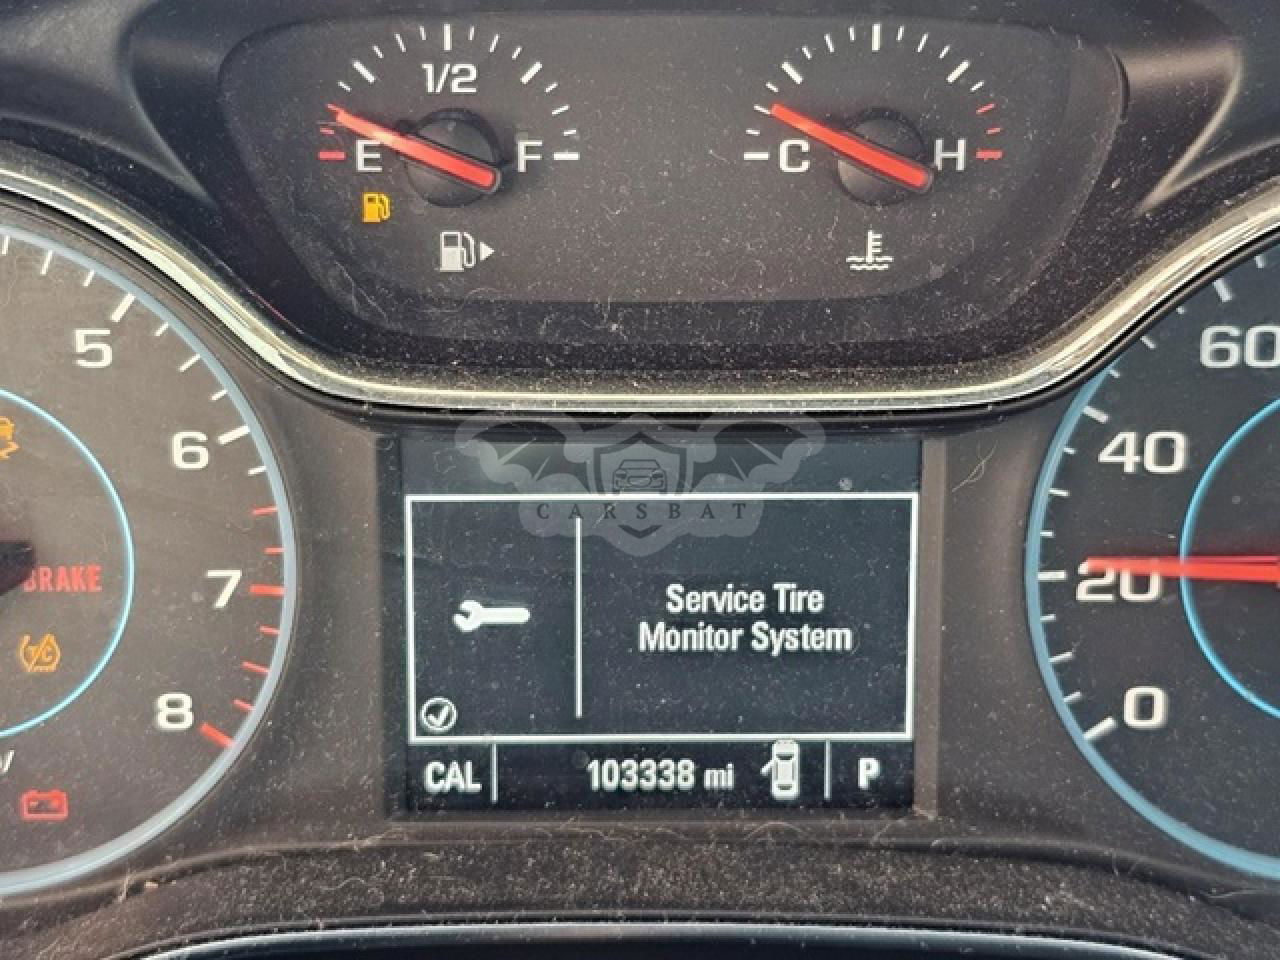 1/2
E F
C H
5
6
7
8
BRAKE
T/C
60
40
20
0
CARSBAT
Service Tire
Monitor System
CAL 103338 mi P